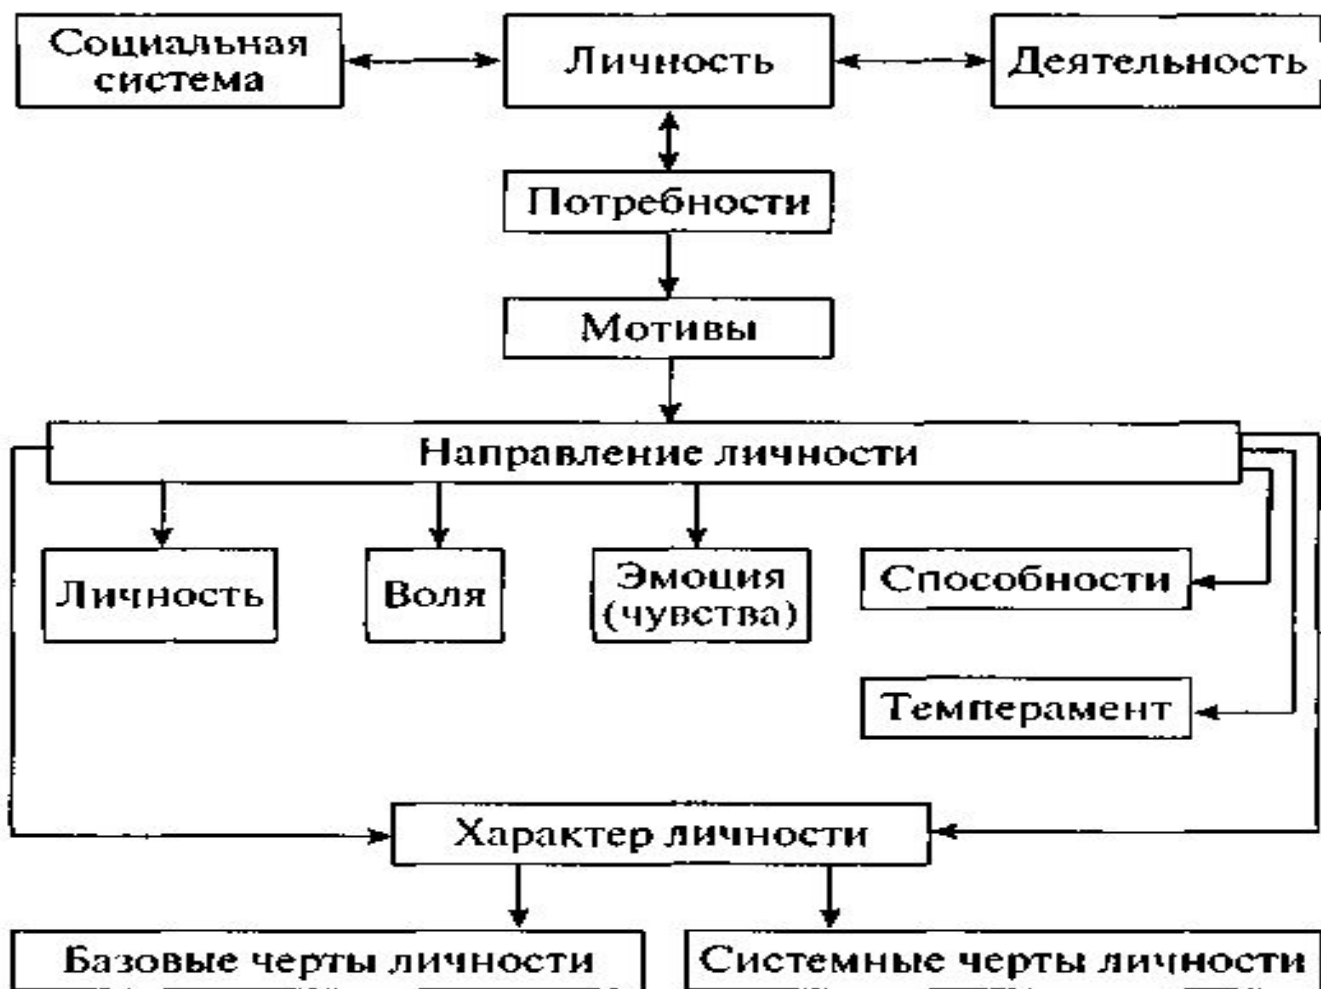 Социальная
система
Личность
Деятельность
Потребности
Мотивы
Направление личности
Личность
Воля
Эмоция
(чувства)
Способности
Темперамент
Характер личности
Базовые черты личности
Системные черты личности